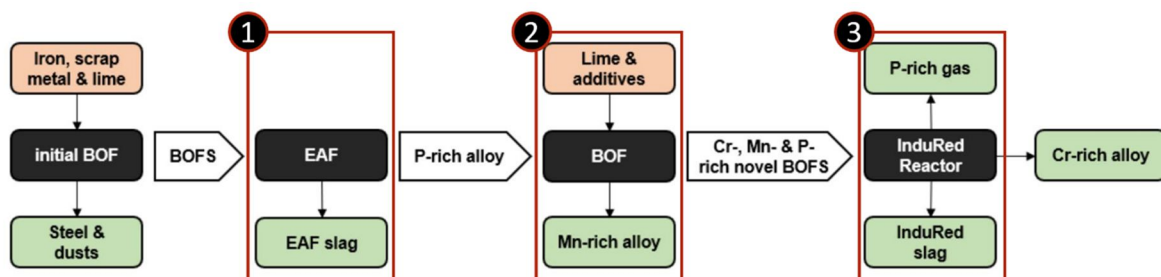 1
2
3
Iron, scrap
metal & lime
initial BOF
Steel &
dusts
BOFS
EAF
EAF slag
P-rich alloy
Lime &
additives
BOF
Mn-rich alloy
Cr-, Mn- & P-
rich novel BOFS
P-rich gas
InduRed
Reactor
InduRed
slag
Cr-rich alloy